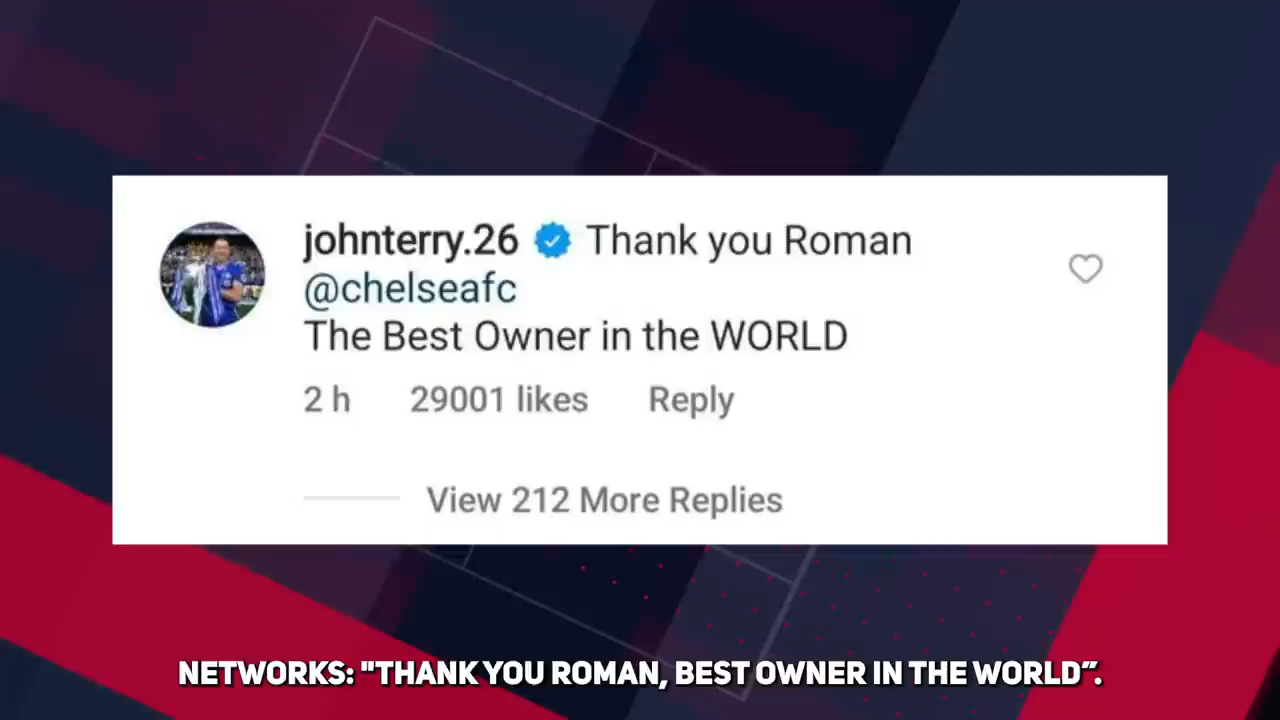 johnterry.26 Thank you Roman
@chelseafc
The Best Owner in the WORLD
2 h 29001 likes Reply
View 212 More Replies
NETWORKS: "THANK YOU ROMAN, BEST OWNER IN THE WORLD”.